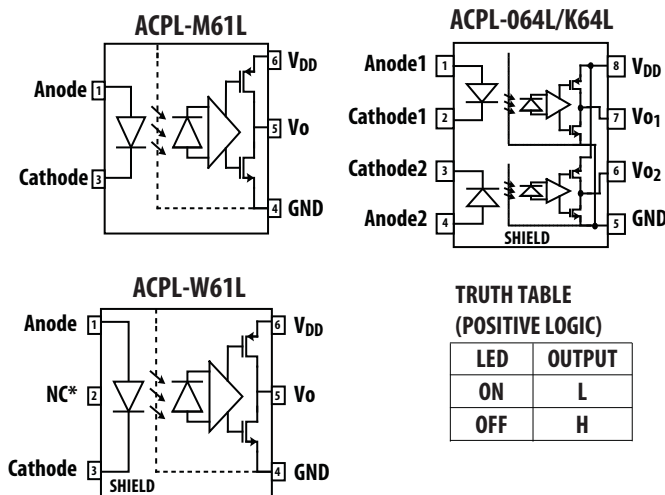 ACPL-M61L
Anode 1
Cathode 3
6 VDD
5 Vo
4 GND
ACPL-064L/K64L
Anode1 1
Cathode1 2
Cathode2 3
Anode2 4
8 VDD
7 Vo1
6 Vo2
5 GND
SHIELD
ACPL-W61L
Anode 1
NC* 2
Cathode 3
6 VDD
5 Vo
4 GND
SHIELD
TRUTH TABLE
(POSITIVE LOGIC)
LED OUTPUT
ON L
OFF H